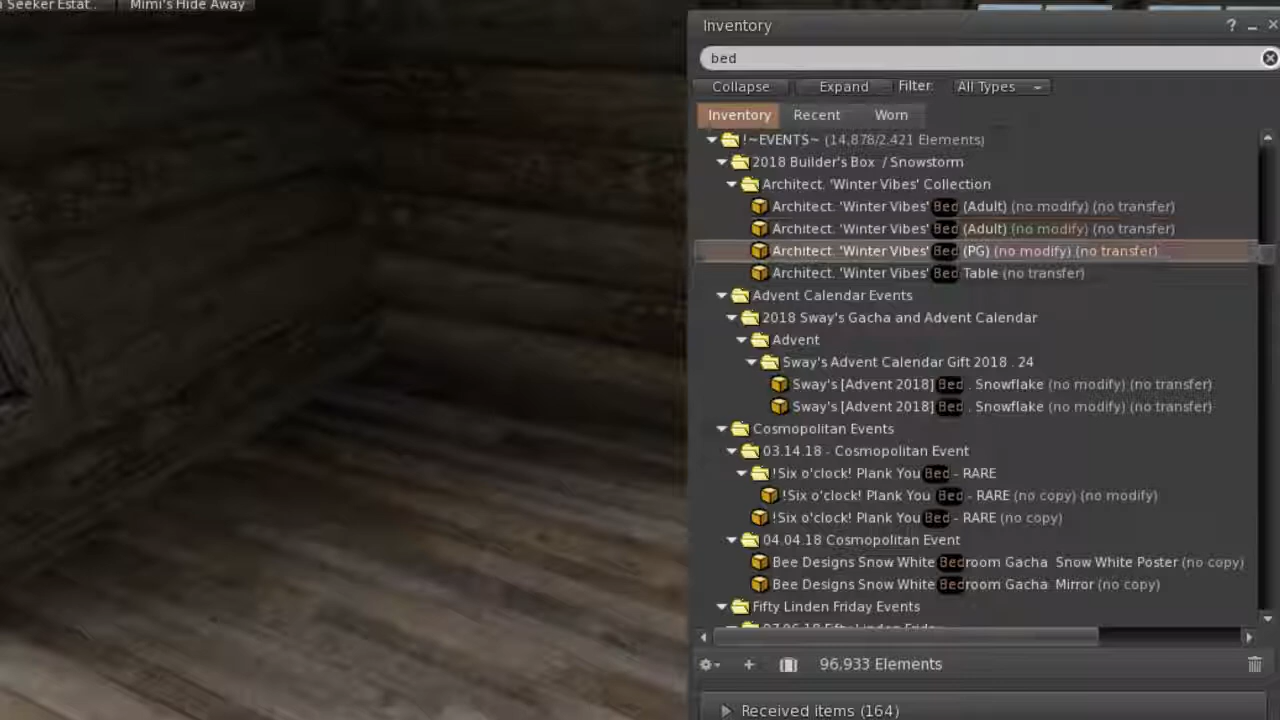 Seeker Estat..
Mimi's Hide Away
Inventory
?
bed
Collapse Expand Filter: All Types
Inventory Recent Worn
!~EVENTS~ (14,878/2,421 Elements)
2018 Builder's Box / Snowstorm
Architect. 'Winter Vibes' Collection
Architect. 'Winter Vibes' Bed (Adult) (no modify) (no transfer)
Architect. 'Winter Vibes' Bed (Adult) (no modify) (no transfer)
Architect. 'Winter Vibes' Bed (PG) (no modify) (no transfer)
Architect. 'Winter Vibes' Bed Table (no transfer)
Advent Calendar Events
2018 Sway's Gacha and Advent Calendar
Advent
Sway's Advent Calendar Gift 2018 . 24
Sway's [Advent 2018] Bed . Snowflake (no modify) (no transfer)
Sway's [Advent 2018] Bed . Snowflake (no modify) (no transfer)
Cosmopolitan Events
03.14.18 - Cosmopolitan Event
!Six o'clock! Plank You Bed - RARE
!Six o'clock! Plank You Bed - RARE (no copy) (no modify)
!Six o'clock! Plank You Bed - RARE (no copy)
04.04.18 Cosmopolitan Event
Bee Designs Snow White Bedroom Gacha Snow White Poster (no copy)
Bee Designs Snow White Bedroom Gacha Mirror (no copy)
Fifty Linden Friday Events
07.06.18 Fifty Linden Friday
96,933 Elements
Received items (164)